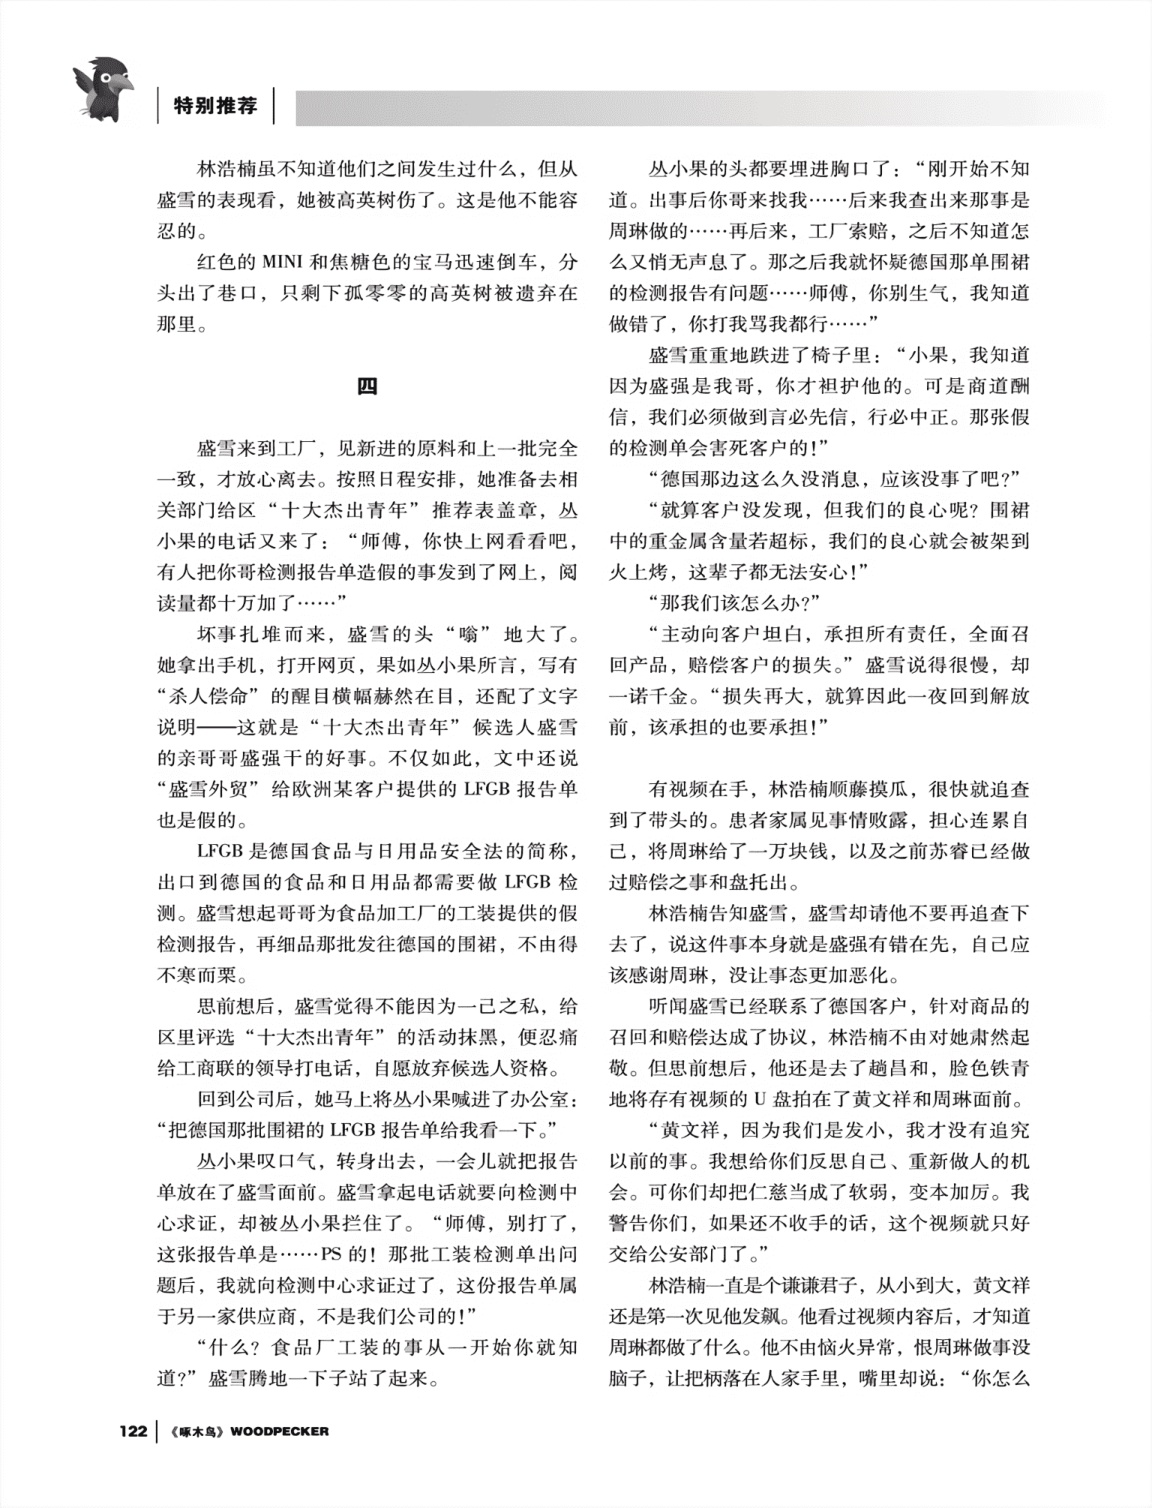 特别推荐
林浩楠虽不知道他们之间发生过什么，但从
盛雪的表现看，她被高英树伤了。这是他不能容
忍的。
红色的 MINI 和焦糖色的宝马迅速倒车，分
头出了巷口，只剩下孤零零的高英树被遗弃在
那里。
四
盛雪来到工厂，见新进的原料和上一批完全
一致，才放心离去。按照日程安排，她准备去相
关部门给区“十大杰出青年”推荐表盖章，丛
小果的电话又来了：“师傅，你快上网看看吧，
有人把你哥检测报告单造假的事发到了网上，阅
读量都十万加了……”
坏事扎堆而来，盛雪的头“嗡”地大了。
她拿出手机，打开网页，果如丛小果所言，写有
“杀人偿命”的醒目横幅赫然在目，还配了文字
说明——这就是“十大杰出青年”候选人盛雪
的亲哥哥盛强干的好事。不仅如此，文中还说
“盛雪外贸”给欧洲某客户提供的 LFGB 报告单
也是假的。
LFGB 是德国食品与日用品安全法的简称，
出口到德国的食品和日用品都需要做 LFGB 检
测。盛雪想起哥哥为食品加工厂的工装提供的假
检测报告，再细品那批发往德国的围裙，不由得
不寒而栗。
思前想后，盛雪觉得不能因为一己之私，给
区里评选“十大杰出青年”的活动抹黑，便忍痛
给工商联的领导打电话，自愿放弃候选人资格。
回到公司后，她马上将丛小果喊进了办公室：
“把德国那批围裙的 LFGB 报告单给我看一下。”
丛小果叹口气，转身出去，一会儿就把报告
单放在了盛雪面前。盛雪拿起电话就要向检测中
心求证，却被丛小果拦住了。“师傅，别打了，
这张报告单是……PS 的！那批工装检测单出问
题后，我就向检测中心求证过了，这份报告单属
于另一家供应商，不是我们公司的！”
“什么？食品厂工装的事从一开始你就知
道？”盛雪腾地一下子站了起来。
丛小果的头都要埋进胸口了：“刚开始不知
道。出事后你哥来找我……后来我查出来那事是
周琳做的……再后来，工厂索赔，之后不知道怎
么又悄无声息了。那之后我就怀疑德国那单围裙
的检测报告有问题……师傅，你别生气，我知道
做错了，你打我骂我都行……”
盛雪重重地跌进了椅子里：“小果，我知道
因为盛强是我哥，你才袒护他的。可是商道酬
信，我们必须做到言必先信，行必中正。那张假
的检测单会害死客户的！”
“德国那边这么久没消息，应该没事了吧？”
“就算客户没发现，但我们的良心呢？围裙
中的重金属含量若超标，我们的良心就会被架到
火上烤，这辈子都无法安心！”
“那我们该怎么办？”
“主动向客户坦白，承担所有责任，全面召
回产品，赔偿客户的损失。”盛雪说得很慢，却
一诺千金。“损失再大，就算因此一夜回到解放
前，该承担的也要承担！”
有视频在手，林浩楠顺藤摸瓜，很快就追查
到了带头的。患者家属见事情败露，担心连累自
己，将周琳给了一万块钱，以及之前苏睿已经做
过赔偿之事和盘托出。
林浩楠告知盛雪，盛雪却请他不要再追查下
去了，说这件事本身就是盛强有错在先，自己应
该感谢周琳，没让事态更加恶化。
听闻盛雪已经联系了德国客户，针对商品的
召回和赔偿达成了协议，林浩楠不由对她肃然起
敬。但思前想后，他还是去了趟昌和，脸色铁青
地将存有视频的 U 盘拍在了黄文祥和周琳面前。
“黄文祥，因为我们是发小，我才没有追究
以前的事。我想给你们反思自己、重新做人的机
会。可你们却把仁慈当成了软弱，变本加厉。我
警告你们，如果还不收手的话，这个视频就只好
交给公安部门了。”
林浩楠一直是个谦谦君子，从小到大，黄文祥
还是第一次见他发飙。他看过视频内容后，才知道
周琳都做了什么。他不由恼火异常，恨周琳做事没
脑子，让把柄落在人家手里，嘴里却说：“你怎么
122 《啄木鸟》WOODPECKER